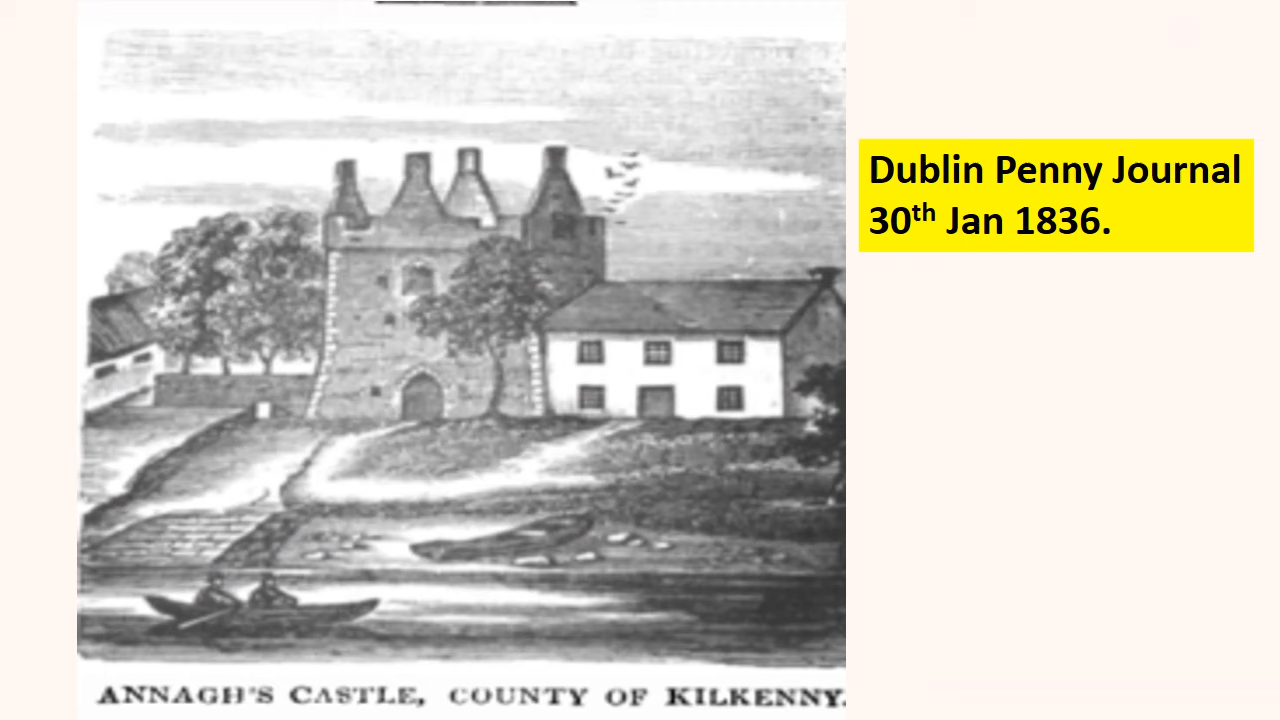 Dublin Penny Journal
30th Jan 1836.
ANNAGH'S CASTLE, COUNTY OF KILKENNY.